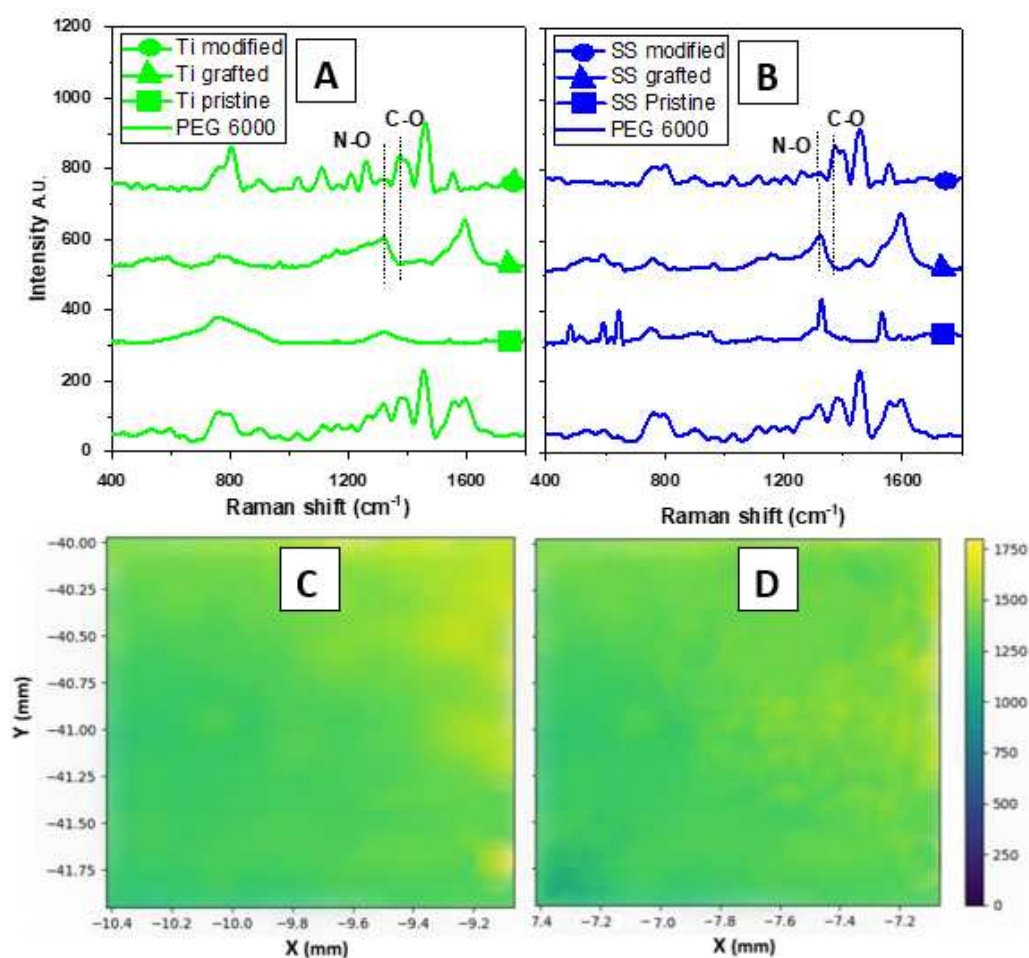 1200
1000
800
600
400
200
0
Intensity A.U.
Ti modified
Ti grafted
Ti pristine
PEG 6000
A
N-O
C-O
400 800 1200 1600
Raman shift (cm⁻¹)
SS modified
SS grafted
SS Pristine
PEG 6000
B
N-O
C-O
400 800 1200 1600
Raman shift (cm⁻¹)
C
−40.00
−40.25
−40.50
−40.75
−41.00
−41.25
−41.50
−41.75
Y (mm)
−10.4 −10.2 −10.0 −9.8 −9.6 −9.4 −9.2
X (mm)
D
7.4 −7.2 −7.0 −7.8 −7.6 −7.4 −7.2
X (mm)
1750
1500
1250
1000
750
500
250
0